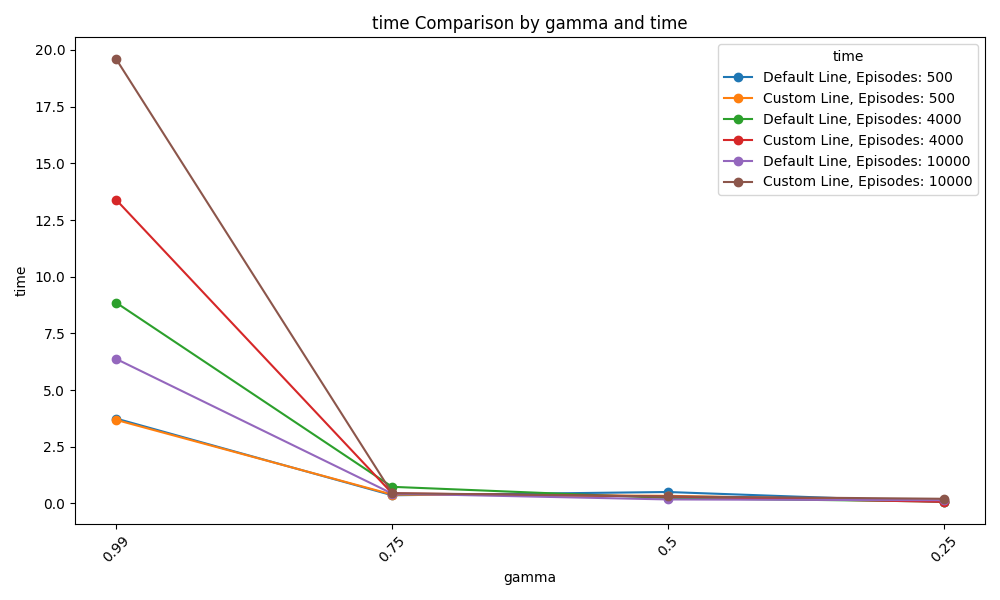 time Comparison by gamma and time
time
Default Line, Episodes: 500
Custom Line, Episodes: 500
Default Line, Episodes: 4000
Custom Line, Episodes: 4000
Default Line, Episodes: 10000
Custom Line, Episodes: 10000
20.0
17.5
15.0
12.5
10.0
7.5
5.0
2.5
0.0
time
0.99
0.75
0.5
0.25
gamma